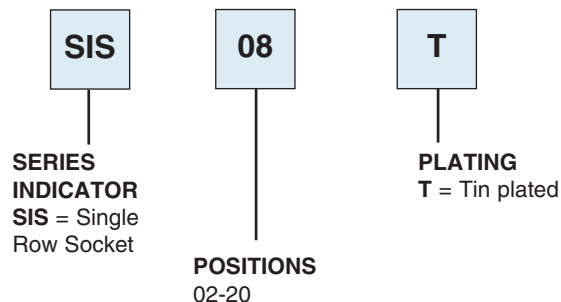 SIS
08
T
SERIES
INDICATOR
SIS = Single
Row Socket
POSITIONS
02-20
PLATING
T = Tin plated